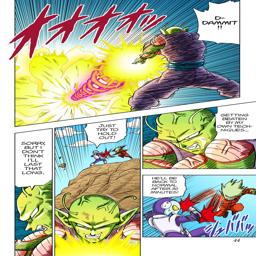 オオオオッ
D-
DAMMIT
!!
GETTING
BEATEN
BY MY
OWN TECH-
NIQUES...
JUST
TRY TO
HOLD
OUT!
SORRY,
BUT I
DON'T
THINK
I'LL
LAST
THAT
LONG.
HE'LL BE
BACK TO
NORMAL
AFTER 30
MINUTES!
44